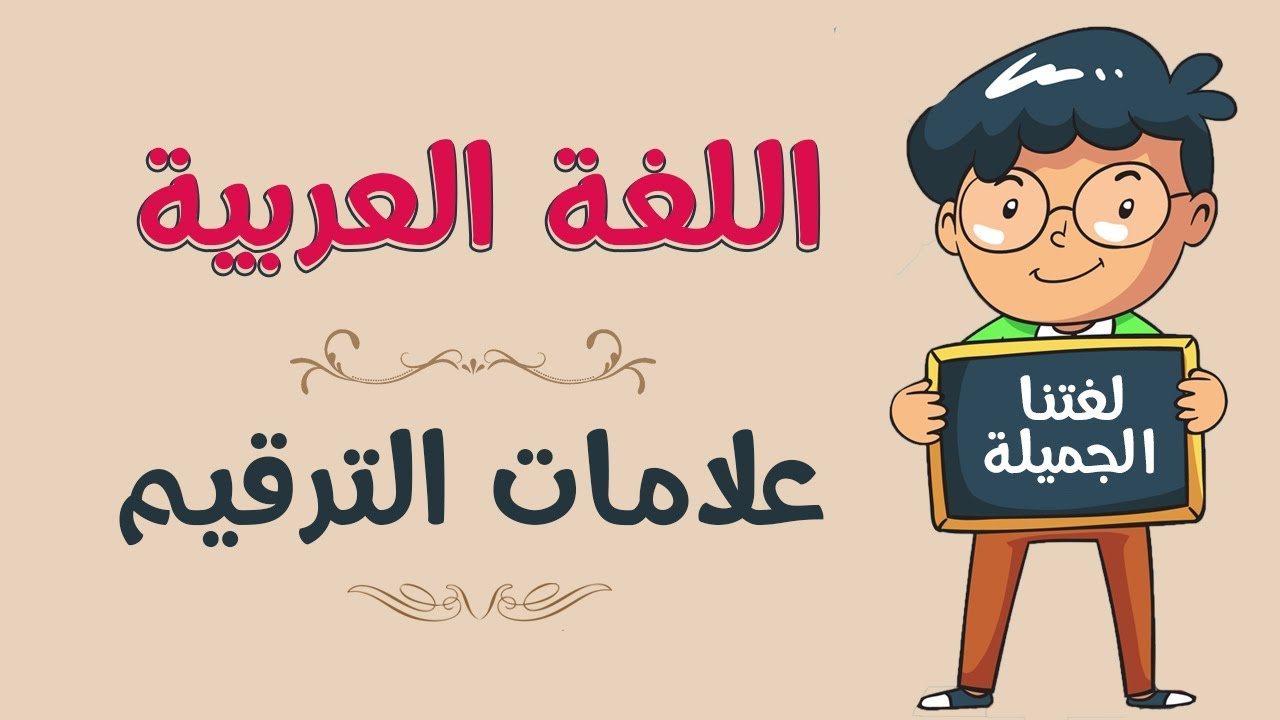 اللغة العربية
علامات الترقيم
لغتنا
الجميلة